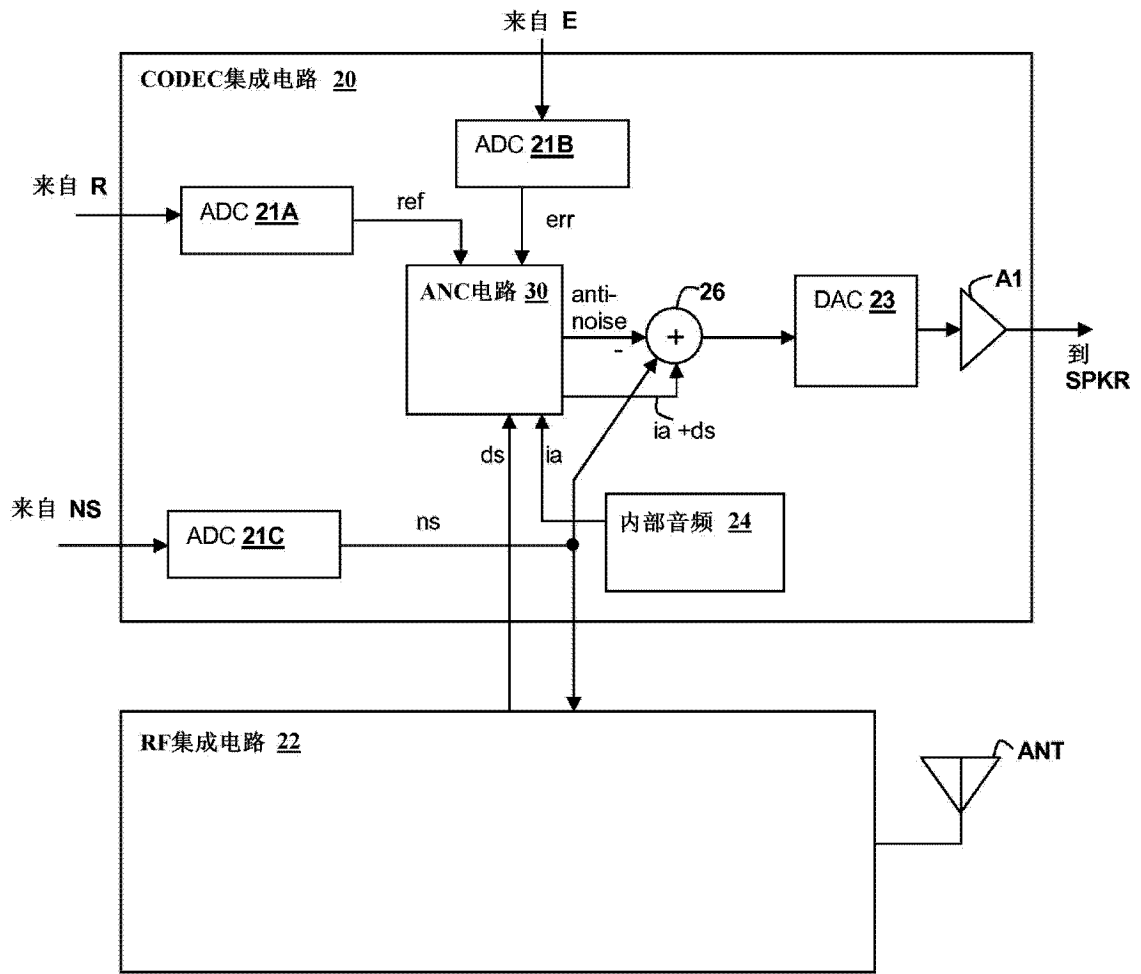 来自 E
CODEC集成电路 20
ADC 21B
来自 R
ADC 21A
ref
err
ANC电路 30
anti-
noise
-
26
+
DAC 23
A1
到
SPKR
ia +ds
ds
ia
来自 NS
ADC 21C
ns
内部音频 24
RF集成电路 22
ANT